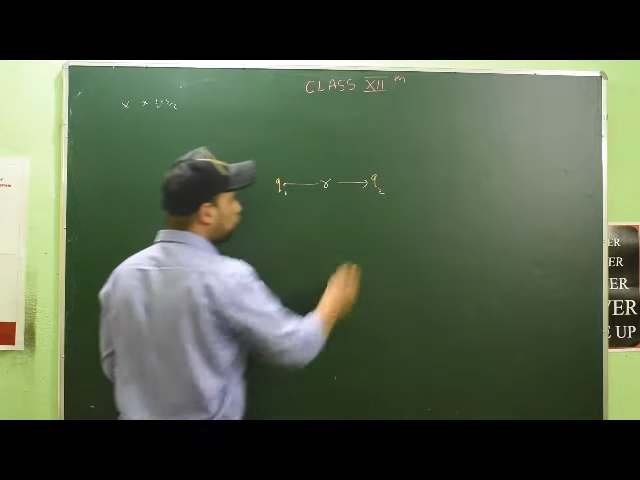 CLASS XII th
q1 ← r → q2
ER
ER
ER
VER
E UP